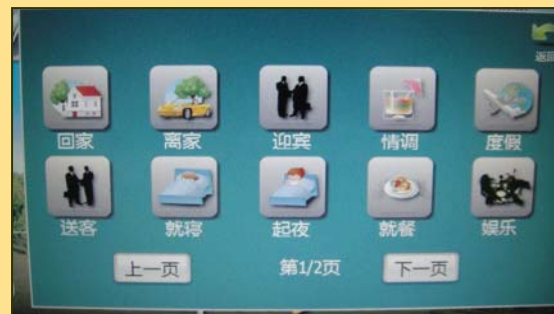 返回
回家 离家 迎宾 情调 度假
送客 就寝 起夜 就餐 娱乐
上一页 第1/2页 下一页